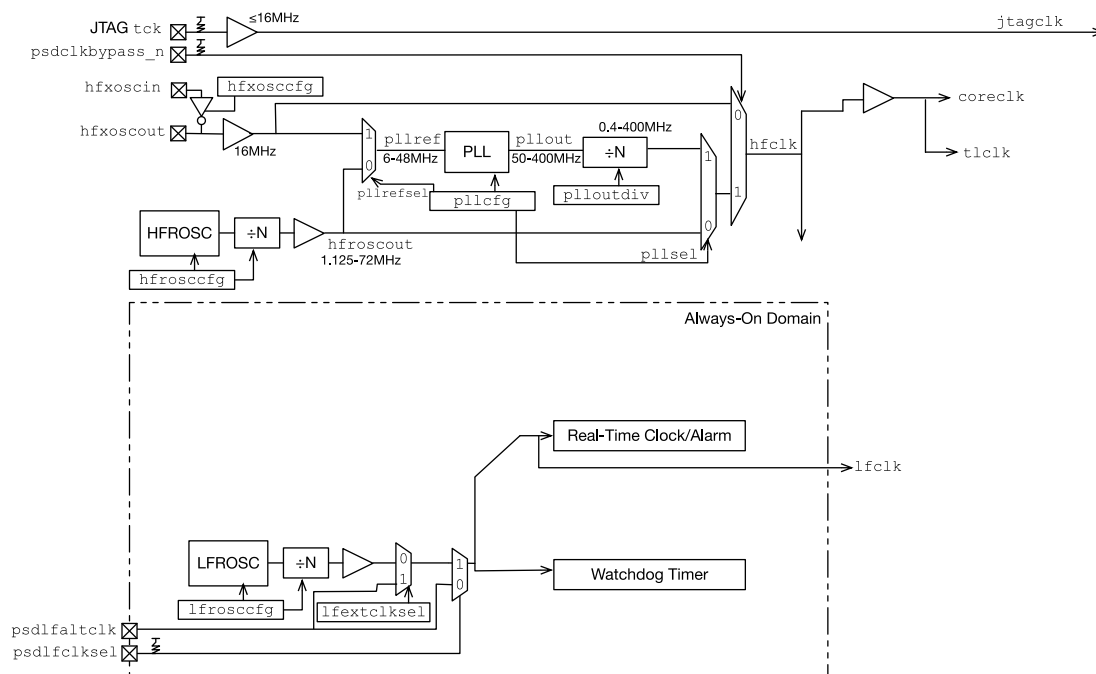 ≤16MHz
JTAG tck
jtagclk
psdclkbypass_n
hfxoscin
hfxosccfg
hfxoscout
16MHz
0
1
pllref
6-48MHz
PLL
pllout
50-400MHz
0.4-400MHz
÷N
1
hfclk
coreclk
tlclk
0
pllrefsel
pllcfg
plloutdiv
1
0
HFROSC
÷N
hfroscout
1.125-72MHz
pllsel
hfrosccfg
Always-On Domain
Real-Time Clock/Alarm
lfclk
LFROSC
÷N
0
1
1
0
Watchdog Timer
lfrosccfg
lfextclksel
psdlfaltclk
psdlfclksel